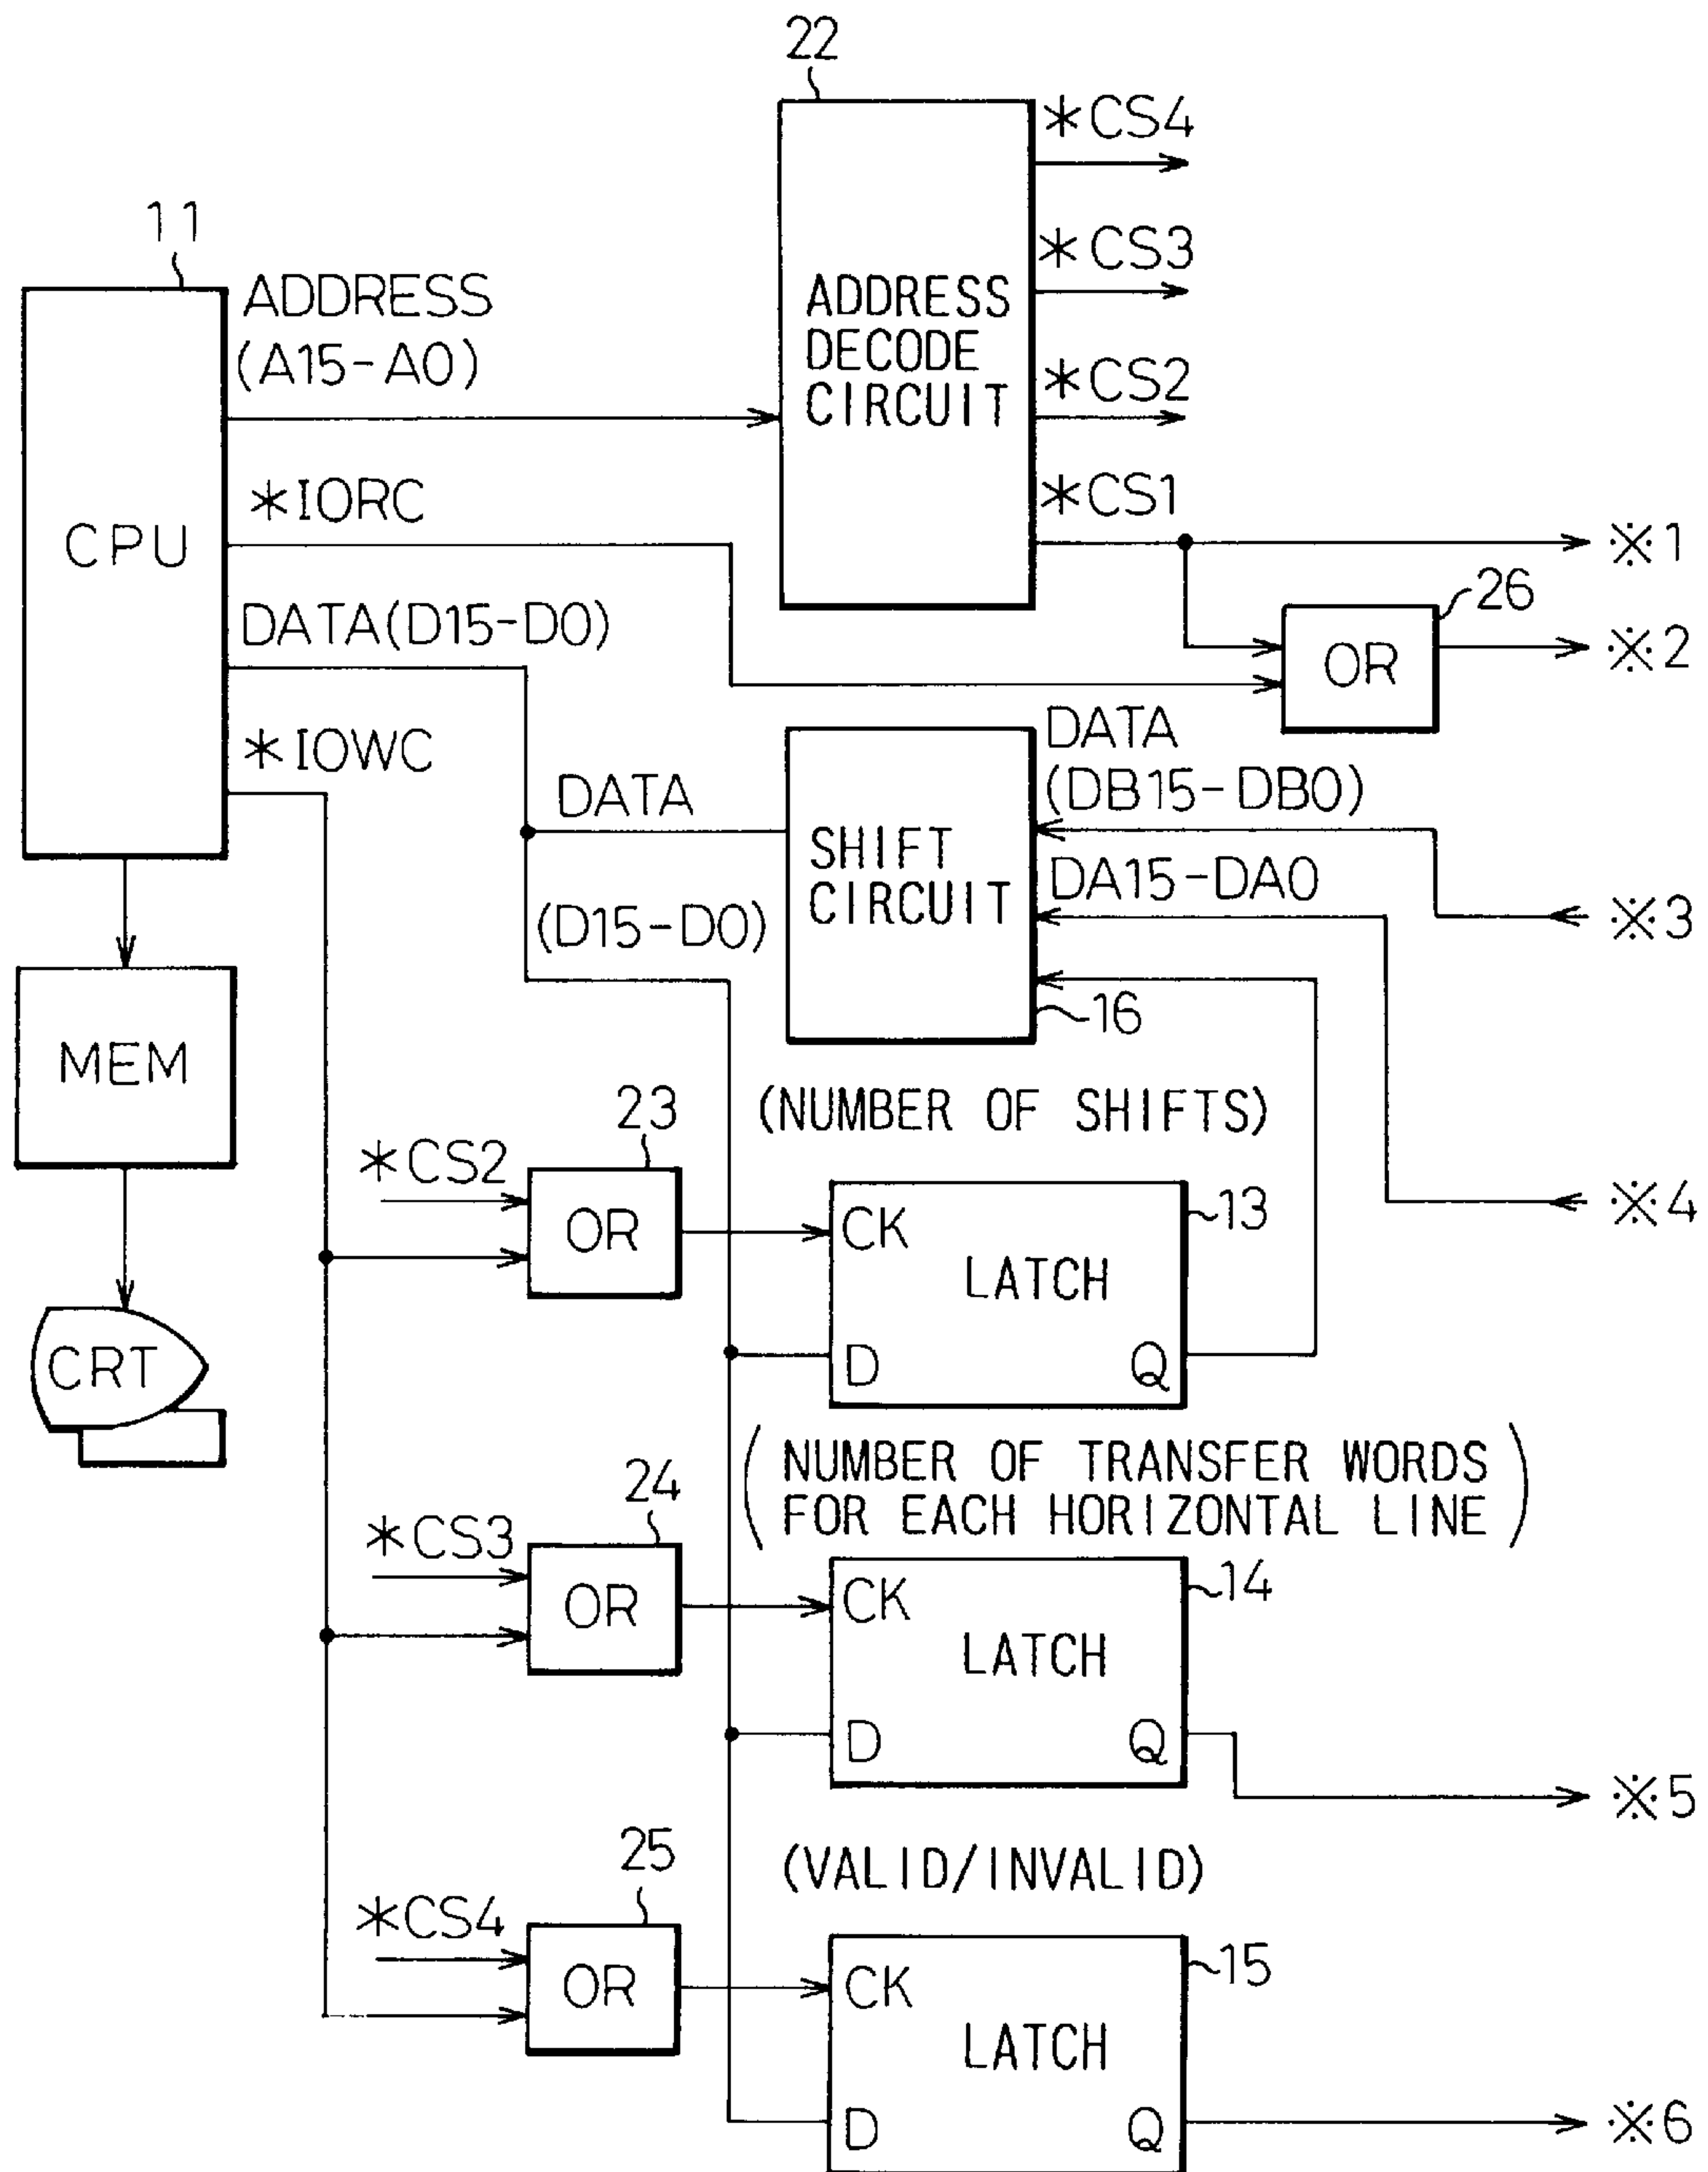 22
*CS4
11
ADDRESS
(A15-A0)
*CS3
ADDRESS
DECODE
CIRCUIT
*CS2
*IORC
*CS1
CPU
※1
DATA(D15-D0)
26
OR
※2
*IOWC
DATA
(DB15-DB0)
DATA
SHIFT
CIRCUIT
DA15-DA0
(D15-D0)
※3
16
MEM
23
(NUMBER OF SHIFTS)
*CS2
OR
CK
13
※4
LATCH
CRT
D
Q
(NUMBER OF TRANSFER WORDS
FOR EACH HORIZONTAL LINE)
24
*CS3
OR
CK
14
LATCH
D
Q
※5
25
(VALID/INVALID)
*CS4
OR
CK
15
LATCH
D
Q
※6